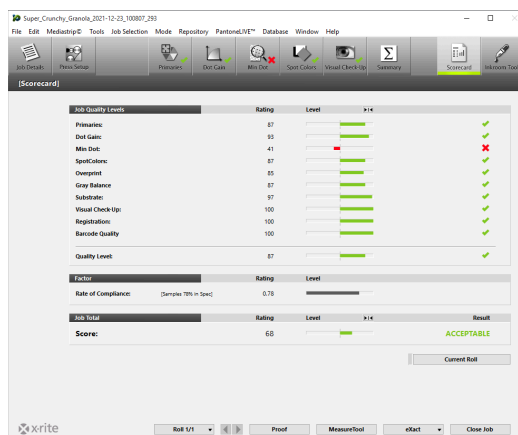 Super_Crunchy_Granola_2021-12-23_100807_293
File Edit Mediastrip© Tools Job Selection Mode Repository PantoneLIVE™ Database Window Help
Job Details Press Setup Primaries Dot Gain Min Dot Spot Colors Visual Check-Up Summary Scorecard Inkroom Tool
[Scorecard]
Job Quality Levels Rating Level
Primaries: 87
Dot Gain: 93
Min Dot: 41
SpotColors: 87
Overprint 85
Gray Balance 87
Substrate: 97
Visual Check-Up: 100
Registration: 100
Barcode Quality 100
Quality Level: 87
Factor Rating Level
Rate of Compliance: [Samples 78% in Spec] 0.78
Job Total Rating Level Result
Score: 68 ACCEPTABLE
Current Roll
x-rite Roll 1/1 Proof MeasureTool eXact Close Job